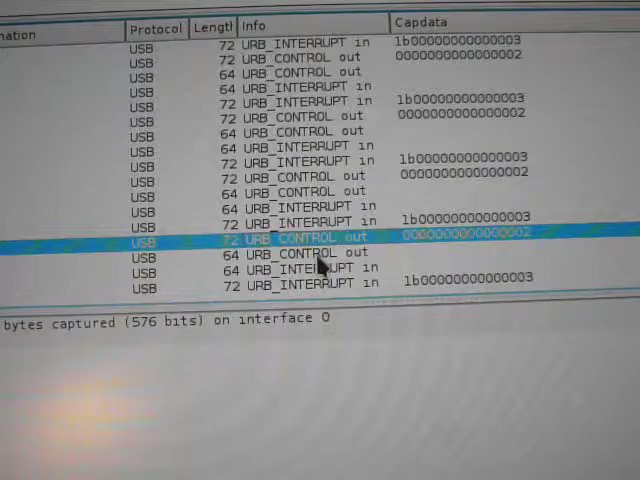 nation Protocol Lengtl Info Capdata
USB 72 URB_INTERRUPT in 1b00000000000003
USB 72 URB_CONTROL out 0000000000000002
USB 64 URB_CONTROL out
USB 64 URB_INTERRUPT in
USB 72 URB_INTERRUPT in 1b00000000000003
USB 72 URB_CONTROL out 0000000000000002
USB 64 URB_CONTROL out
USB 64 URB_INTERRUPT in
USB 72 URB_INTERRUPT in 1b00000000000003
USB 72 URB_CONTROL out 0000000000000002
USB 64 URB_CONTROL out
USB 64 URB_INTERRUPT in
USB 72 URB_INTERRUPT in 1b00000000000003
USB 72 URB_CONTROL out 0000000000000002
USB 64 URB_CONTROL out
USB 64 URB_INTERRUPT in
USB 72 URB_INTERRUPT in 1b00000000000003
bytes captured (576 bits) on interface 0